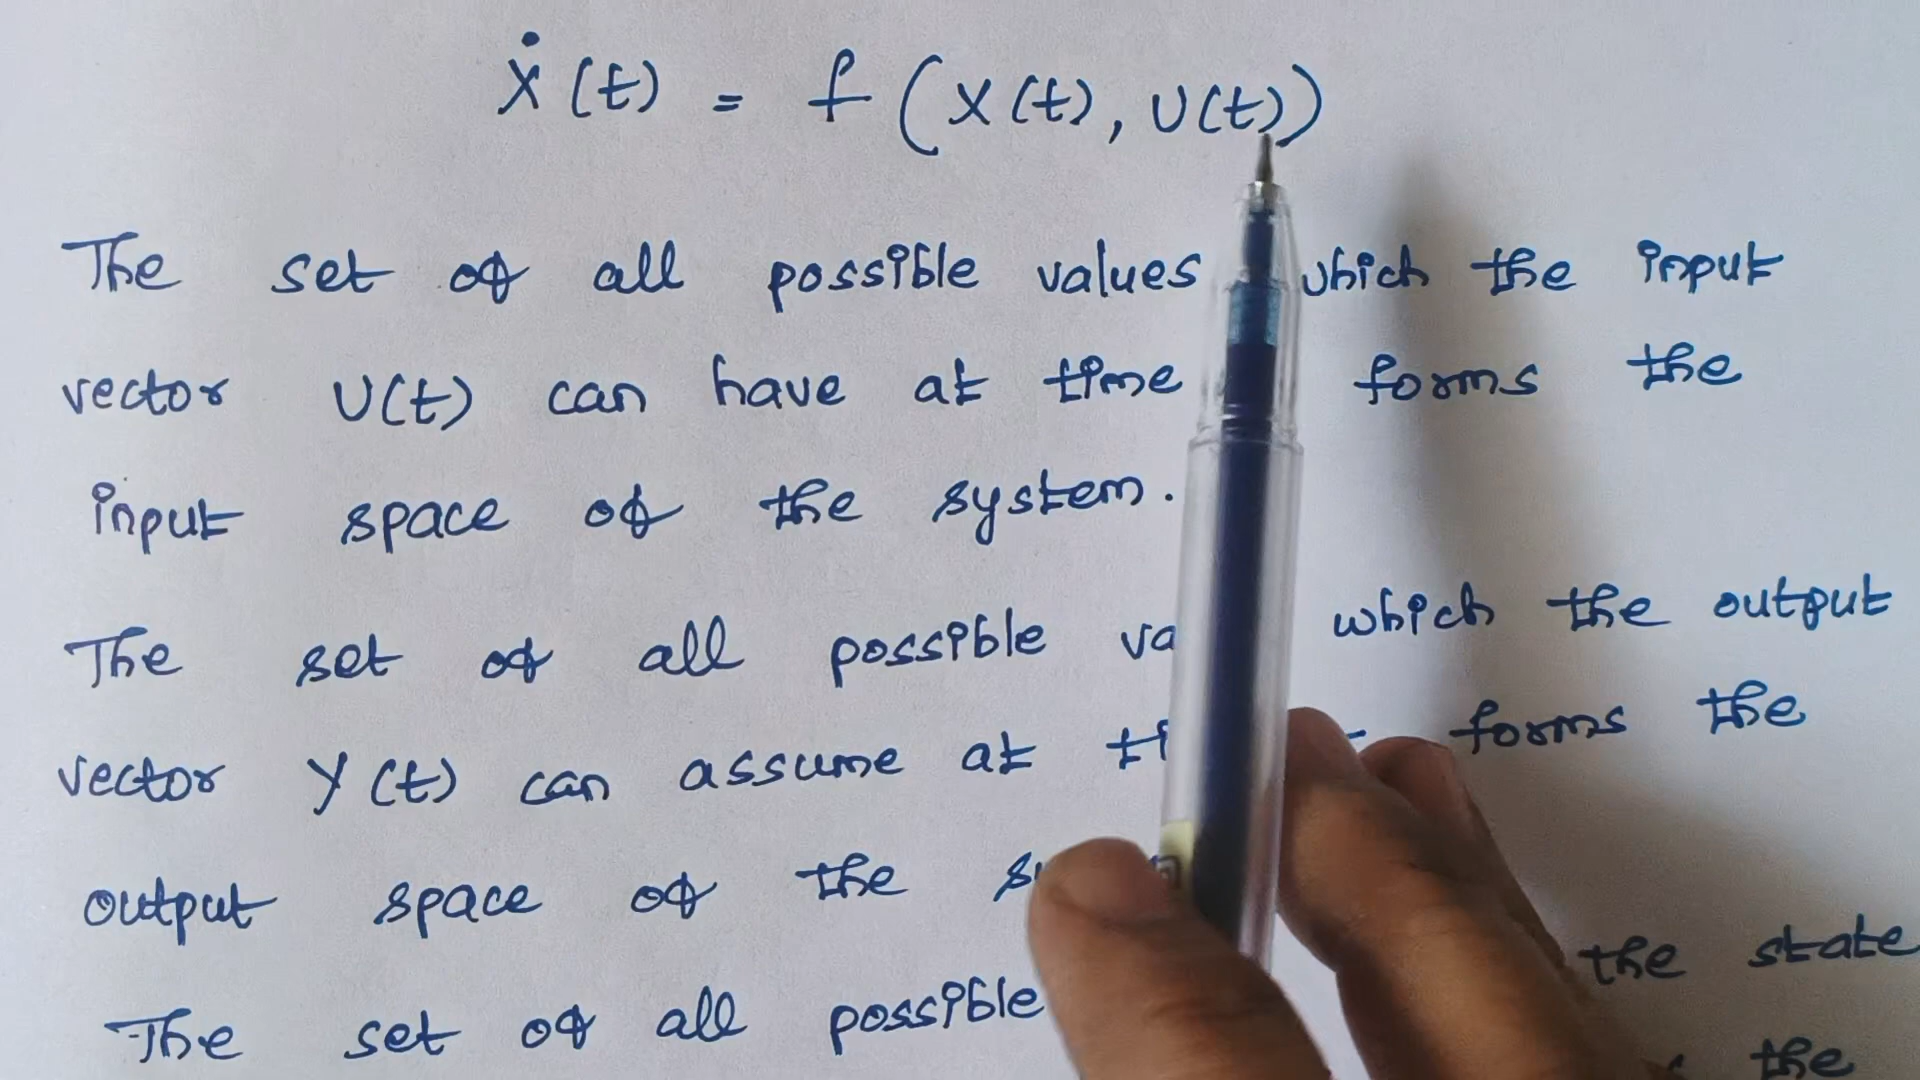 Ẋ(t) = f(X(t), U(t))
The set of all possible values which the input
vector U(t) can have at time forms the
input space of the system.
The set of all possible which the output
vector Y(t) can assume at forms the
output space of the
The set of all possible the state
the